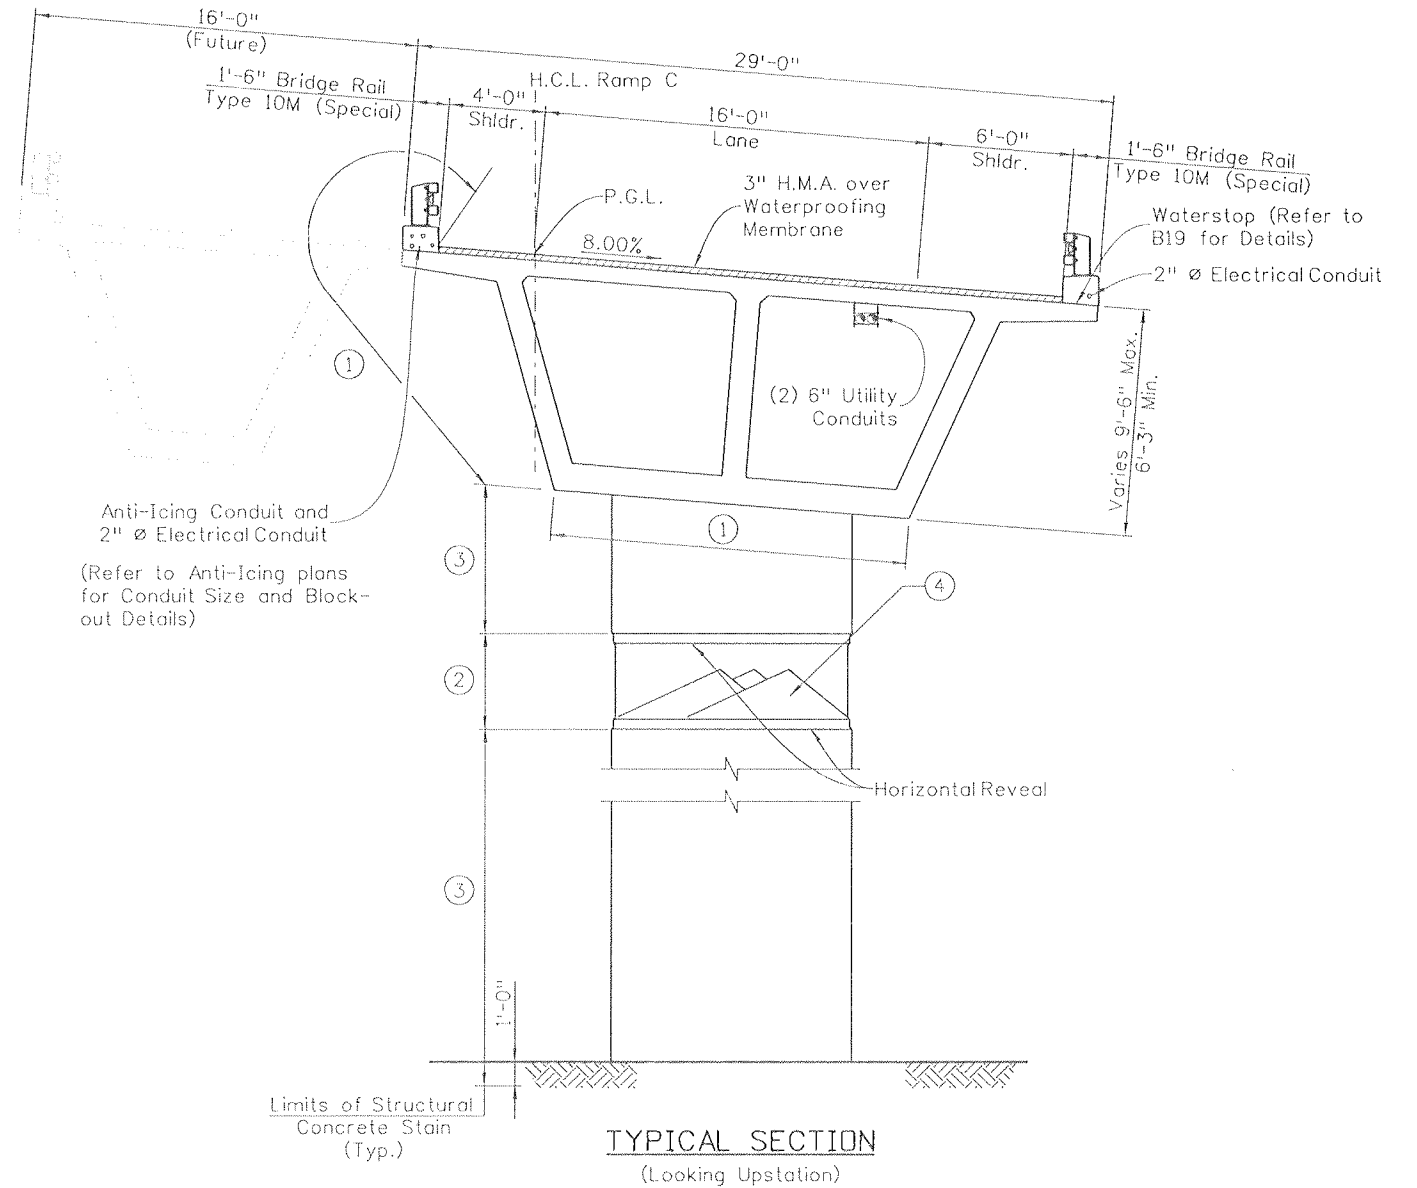 16'-0"
(Future)
29'-0"
H.C.L. Ramp C
1'-6" Bridge Rail
Type 10M (Special)
4'-0"
Shldr.
16'-0"
Lane
6'-0"
Shldr.
1'-6" Bridge Rail
Type 10M (Special)
P.G.L.
3" H.M.A. over
Waterproofing
Membrane
8.00%
Waterstop (Refer to
B19 for Details)
2" Ø Electrical Conduit
1
(2) 6" Utility
Conduits
Varies 9'-6" Max.
6'-3" Min.
Anti-Icing Conduit and
2" Ø Electrical Conduit
(Refer to Anti-Icing plans
for Conduit Size and Block-
out Details)
1
3
4
2
Horizontal Reveal
3
1'-0"
Limits of Structural
Concrete Stain
(Typ.)
TYPICAL SECTION
(Looking Upstation)